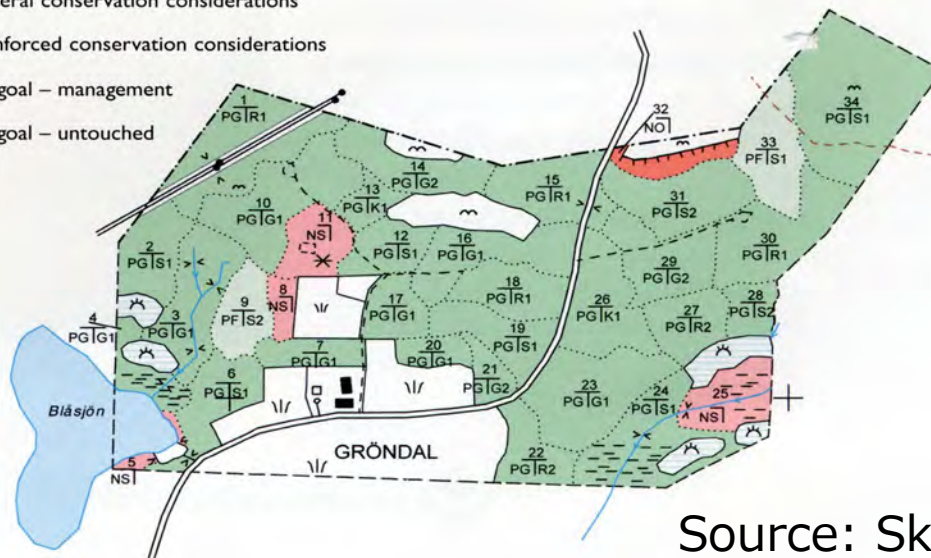 eral conservation considerations
nforced conservation considerations
goal – management
goal – untouched
1
PG R1
32
NO
34
PG S1
33
PF S1
14
PG G2
13
PG K1
15
PG R1
10
PG G1
11
NS
31
PG S2
12
PG S1
16
PG G1
30
PG R1
2
PG S1
29
PG G2
18
PG R1
9
PF S2
8
NS
17
PG G1
26
PG K1
28
PG S2
27
PG R2
4
PG G1
3
PG G1
19
PG S1
7
PG G1
20
PG G1
6
PG S1
21
PG G2
23
PG G1
24
PG S1
25
NS
Blåsjön
GRÖNDAL
22
PG R2
5
NS
Source: Sk